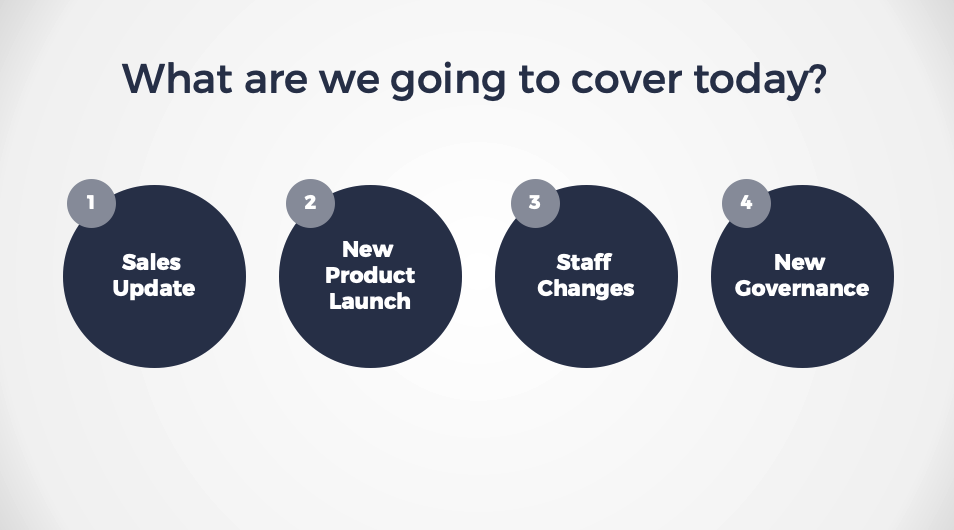 What are we going to cover today?
1
Sales
Update
2
New
Product
Launch
3
Staff
Changes
4
New
Governance